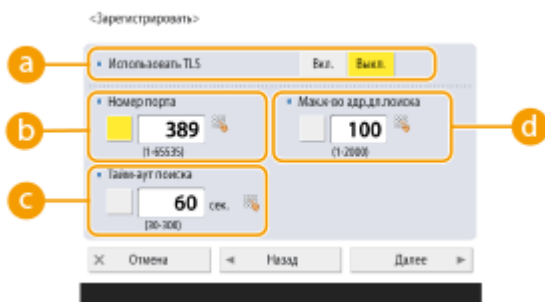 <Зарегистрировать>
a
• Использовать TLS Вкл. Выкл.
• Номер порта
b
389
(1-65535)
• Макк-во адр.дл.поиска
100
(1-2000)
d
• Тайм-аут поиска
c
60 сек.
(30-300)
× Отмена ◄ Назад Далее ►